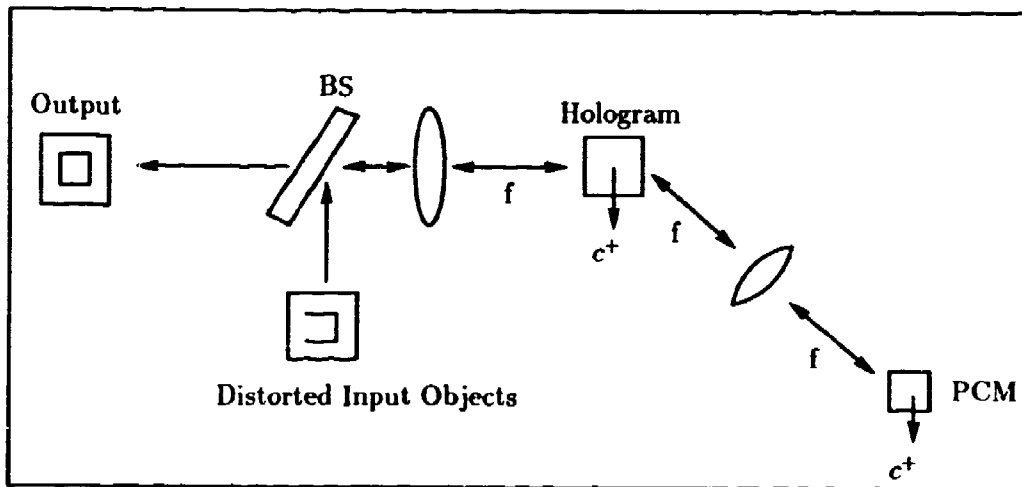 BS
Output
Hologram
f
c+
f
f
Distorted Input Objects
PCM
c+